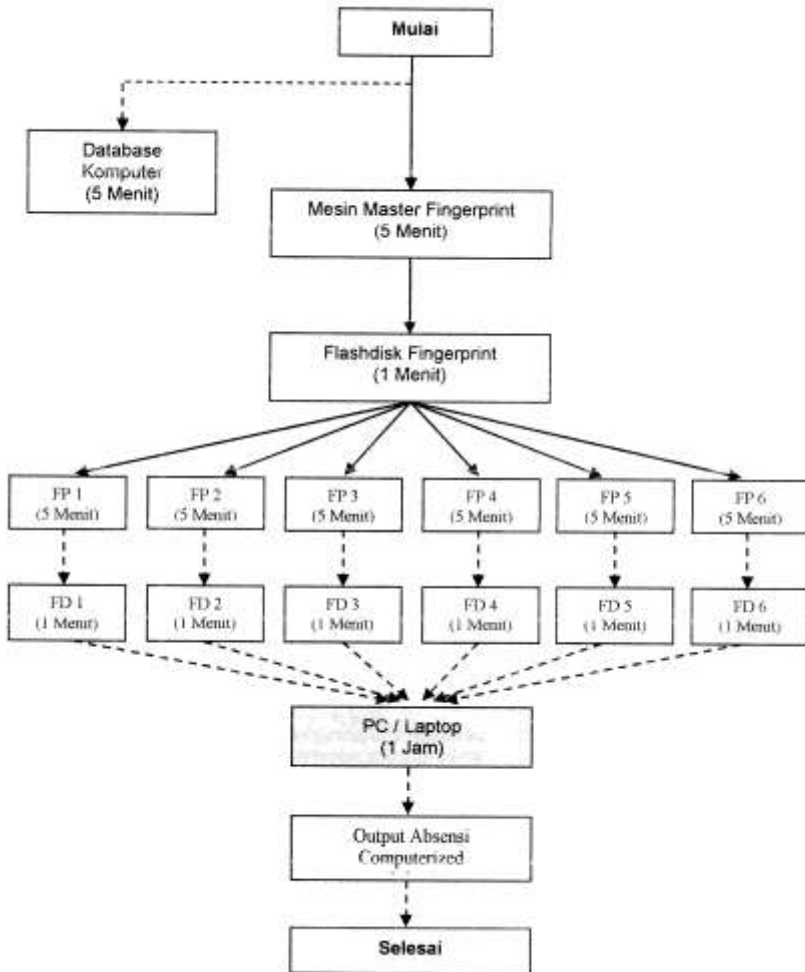 Mulai
Database
Komputer
(5 Menit)
Mesin Master Fingerprint
(5 Menit)
Flashdisk Fingerprint
(1 Menit)
FP 1
(5 Menit)
FP 2
(5 Menit)
FP 3
(5 Menit)
FP 4
(5 Menit)
FP 5
(5 Menit)
FP 6
(5 Menit)
FD 1
(1 Menit)
FD 2
(1 Menit)
FD 3
(1 Menit)
FD 4
(1 Menit)
FD 5
(1 Menit)
FD 6
(1 Menit)
PC / Laptop
(1 Jam)
Output Absensi
Computerized
Selesai